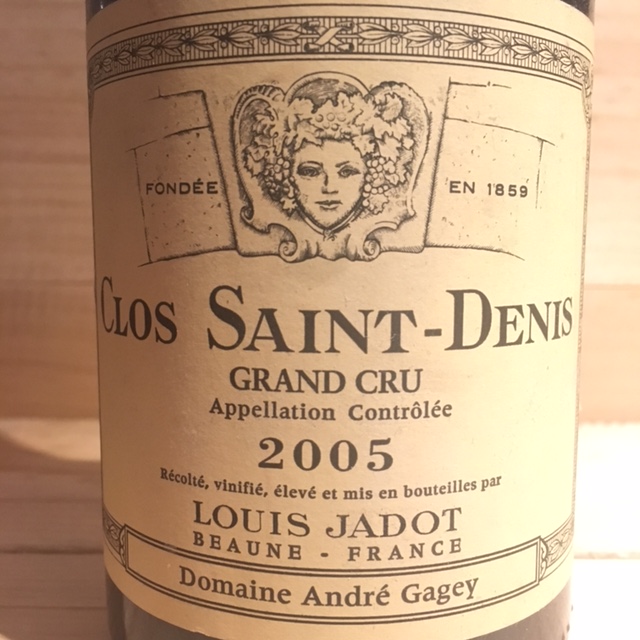 FONDÉE EN 1859
CLOS SAINT-DENIS
GRAND CRU
Appellation Contrôlée
2005
Récolté, vinifié, élevé et mis en bouteilles par
LOUIS JADOT
BEAUNE - FRANCE
Domaine André Gagey